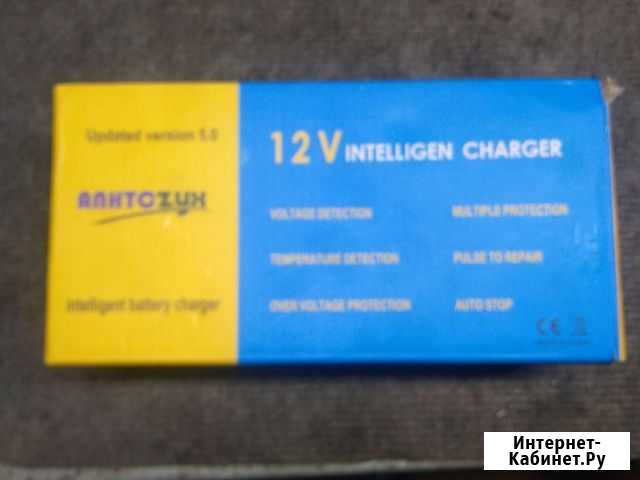 Updated version 5.0
ANHTCZYX
Intelligent battery charger
12V INTELLIGEN CHARGER
VOLTAGE DETECTION
MULTIPLE PROTECTION
TEMPERATURE DETECTION
PULSE TO REPAIR
OVER VOLTAGE PROTECTION
AUTO STOP
CE
Интернет-
Кабинет.Ру